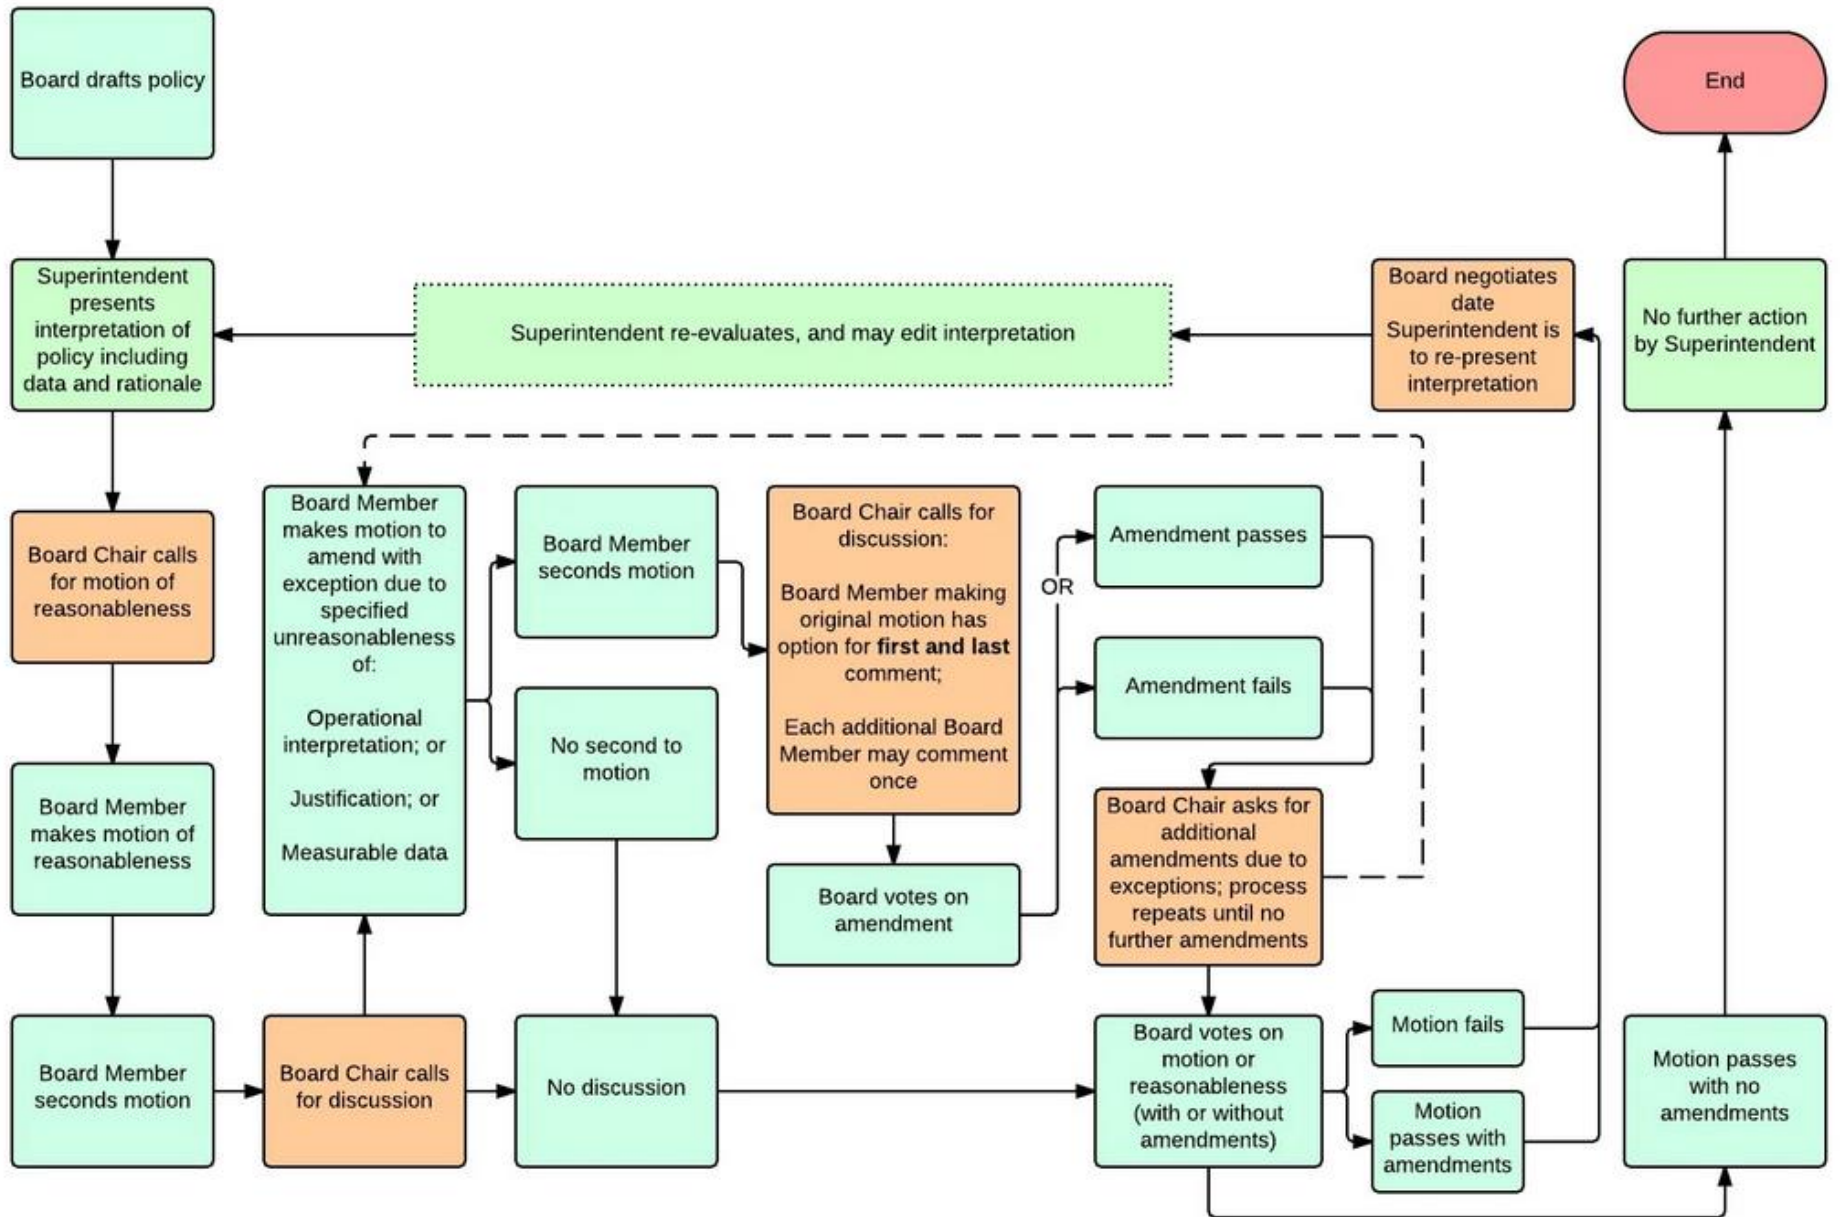 Board drafts policy
End
Superintendent
presents
interpretation of
policy including
data and rationale
Superintendent re-evaluates, and may edit interpretation
Board negotiates
date
Superintendent is
to re-present
interpretation
No further action
by Superintendent
Board Chair calls
for motion of
reasonableness
Board Member
makes motion to
amend with
exception due to
specified
unreasonableness
of:
Operational
interpretation; or
Justification; or
Measurable data
Board Member
seconds motion
Board Chair calls for
discussion:
Board Member making
original motion has
option for first and last
comment;
Each additional Board
Member may comment
once
OR
Amendment passes
Amendment fails
No second to
motion
Board Member
makes motion of
reasonableness
Board votes on
amendment
Board Chair asks for
additional
amendments due to
exceptions; process
repeats until no
further amendments
Board Member
seconds motion
Board Chair calls
for discussion
No discussion
Board votes on
motion or
reasonableness
(with or without
amendments)
Motion fails
Motion
passes with
amendments
Motion passes
with no
amendments